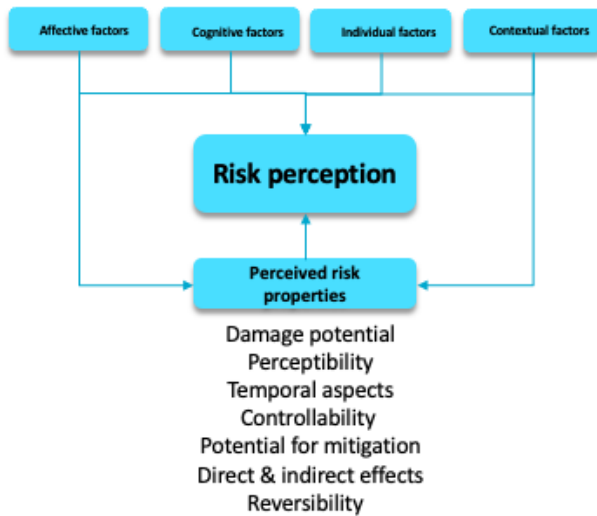 Affective factors
Cognitive factors
Individual factors
Contextual factors
Risk perception
Perceived risk
properties
Damage potential
Perceptibility
Temporal aspects
Controllability
Potential for mitigation
Direct & indirect effects
Reversibility